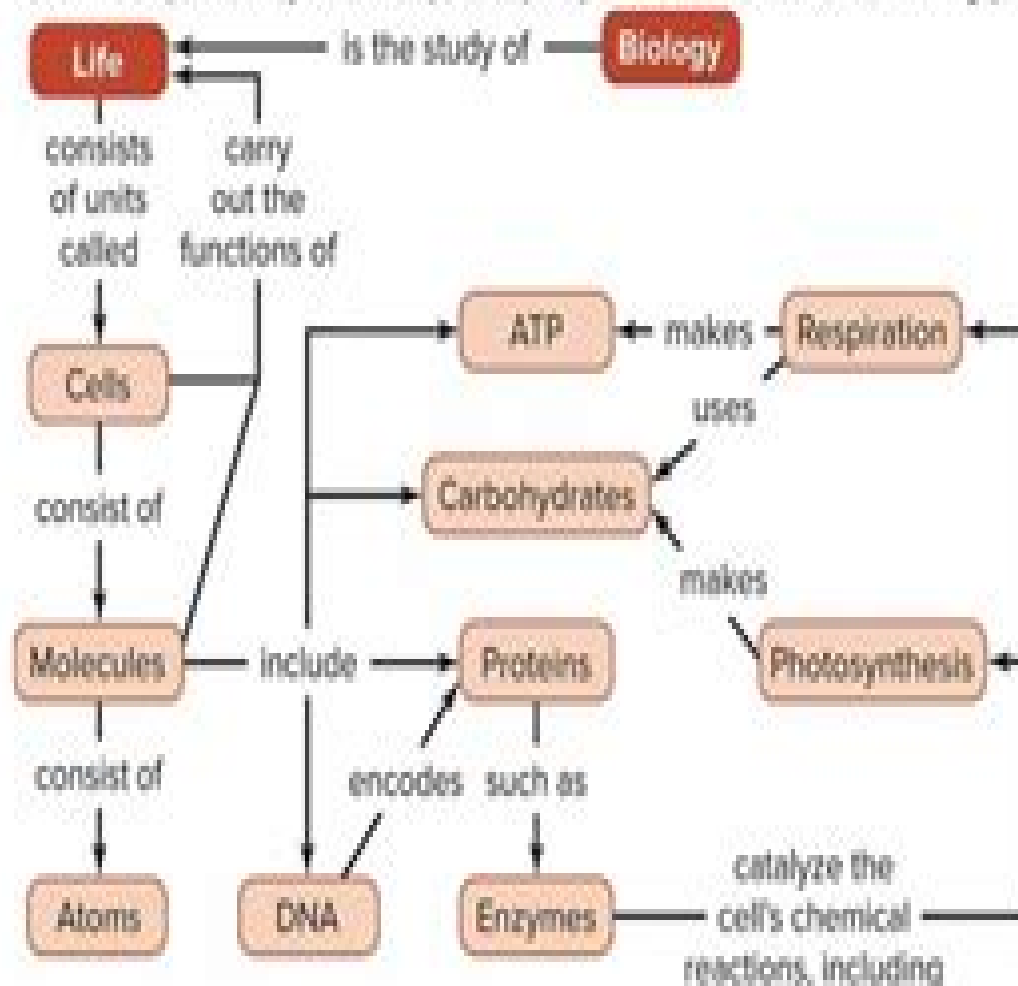 Life
is the study of
Biology
consists
of units
called
carry
out the
functions of
ATP
makes
Respiration
Cells
uses
Carbohydrates
consist of
makes
Molecules
include
Proteins
Photosynthesis
consist of
encodes
such as
Atoms
DNA
Enzymes
catalyze the
cell's chemical
reactions, including